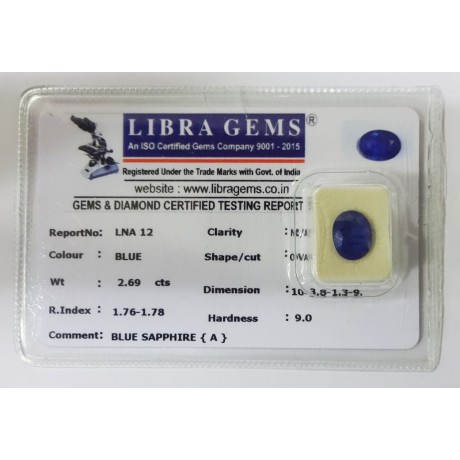 LIBRA GEMS®
An ISO Certified Gems Company 9001 - 2015
Registered Under the Trade Marks with Govt. of India
website : www.libragems.co.in
GEMS & DIAMOND CERTIFIED TESTING REPORT
ReportNo: LNA 12 Clarity
Colour : BLUE Shape/cut
Wt : 2.69 cts Dimension
R.Index : 1.76-1.78 Hardness : 9.0
Comment: BLUE SAPPHIRE { A }